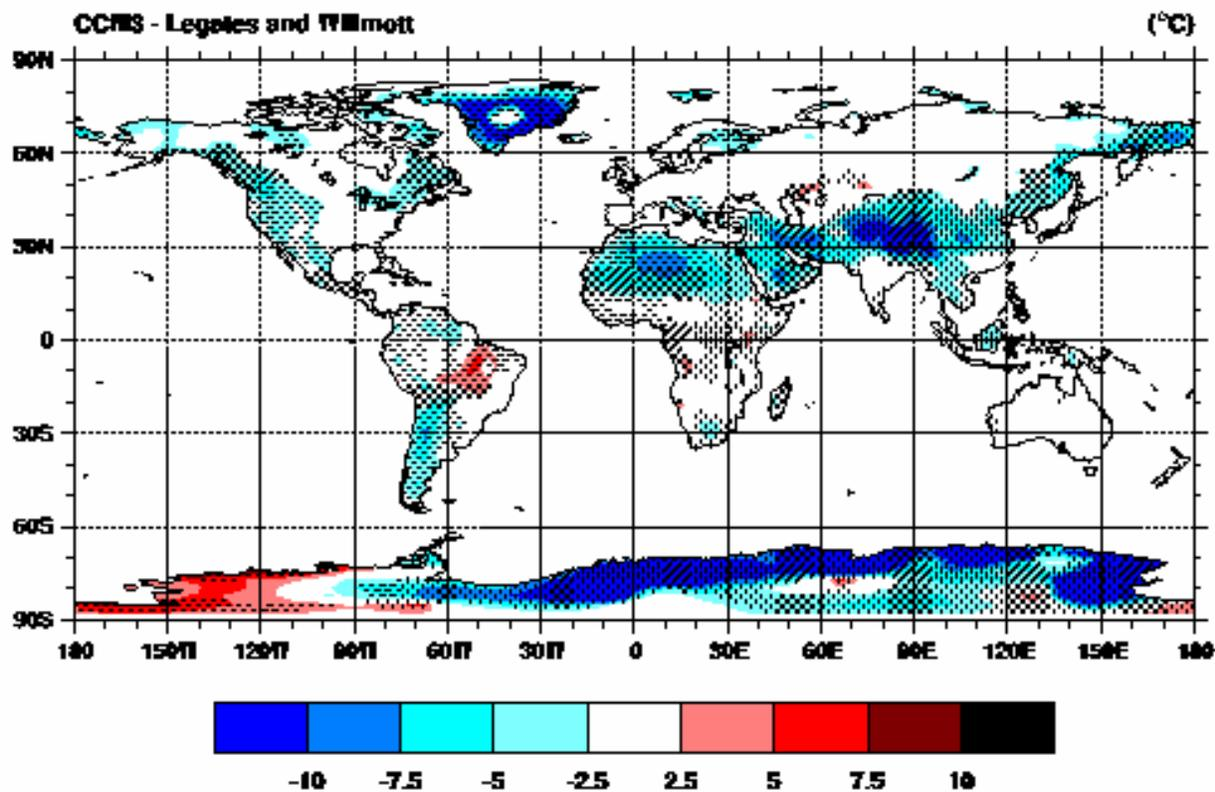 CCM3 - Legates and Willmott (°C)
90N
60N
30N
0
30S
60S
90S
180 150W 120W 90W 60W 30W 0 30E 60E 90E 120E 150E 180
-10 -7.5 -5 -2.5 2.5 5 7.5 10